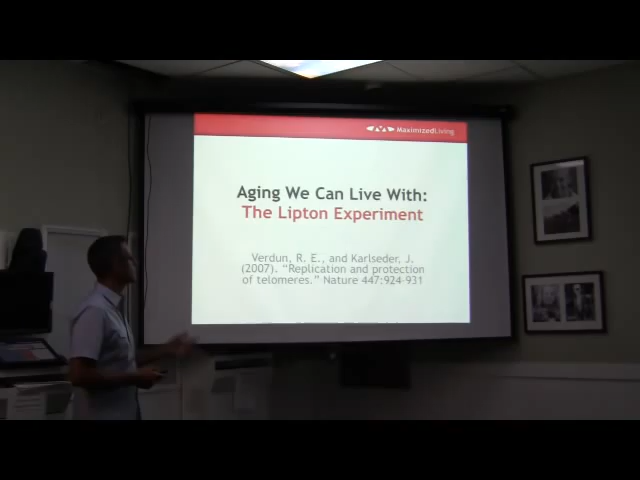 MaximizedLiving
Aging We Can Live With:
The Lipton Experiment
Verdun, R. E., and Karlseder, J.
(2007). “Replication and protection
of telomeres.” Nature 447:924-931